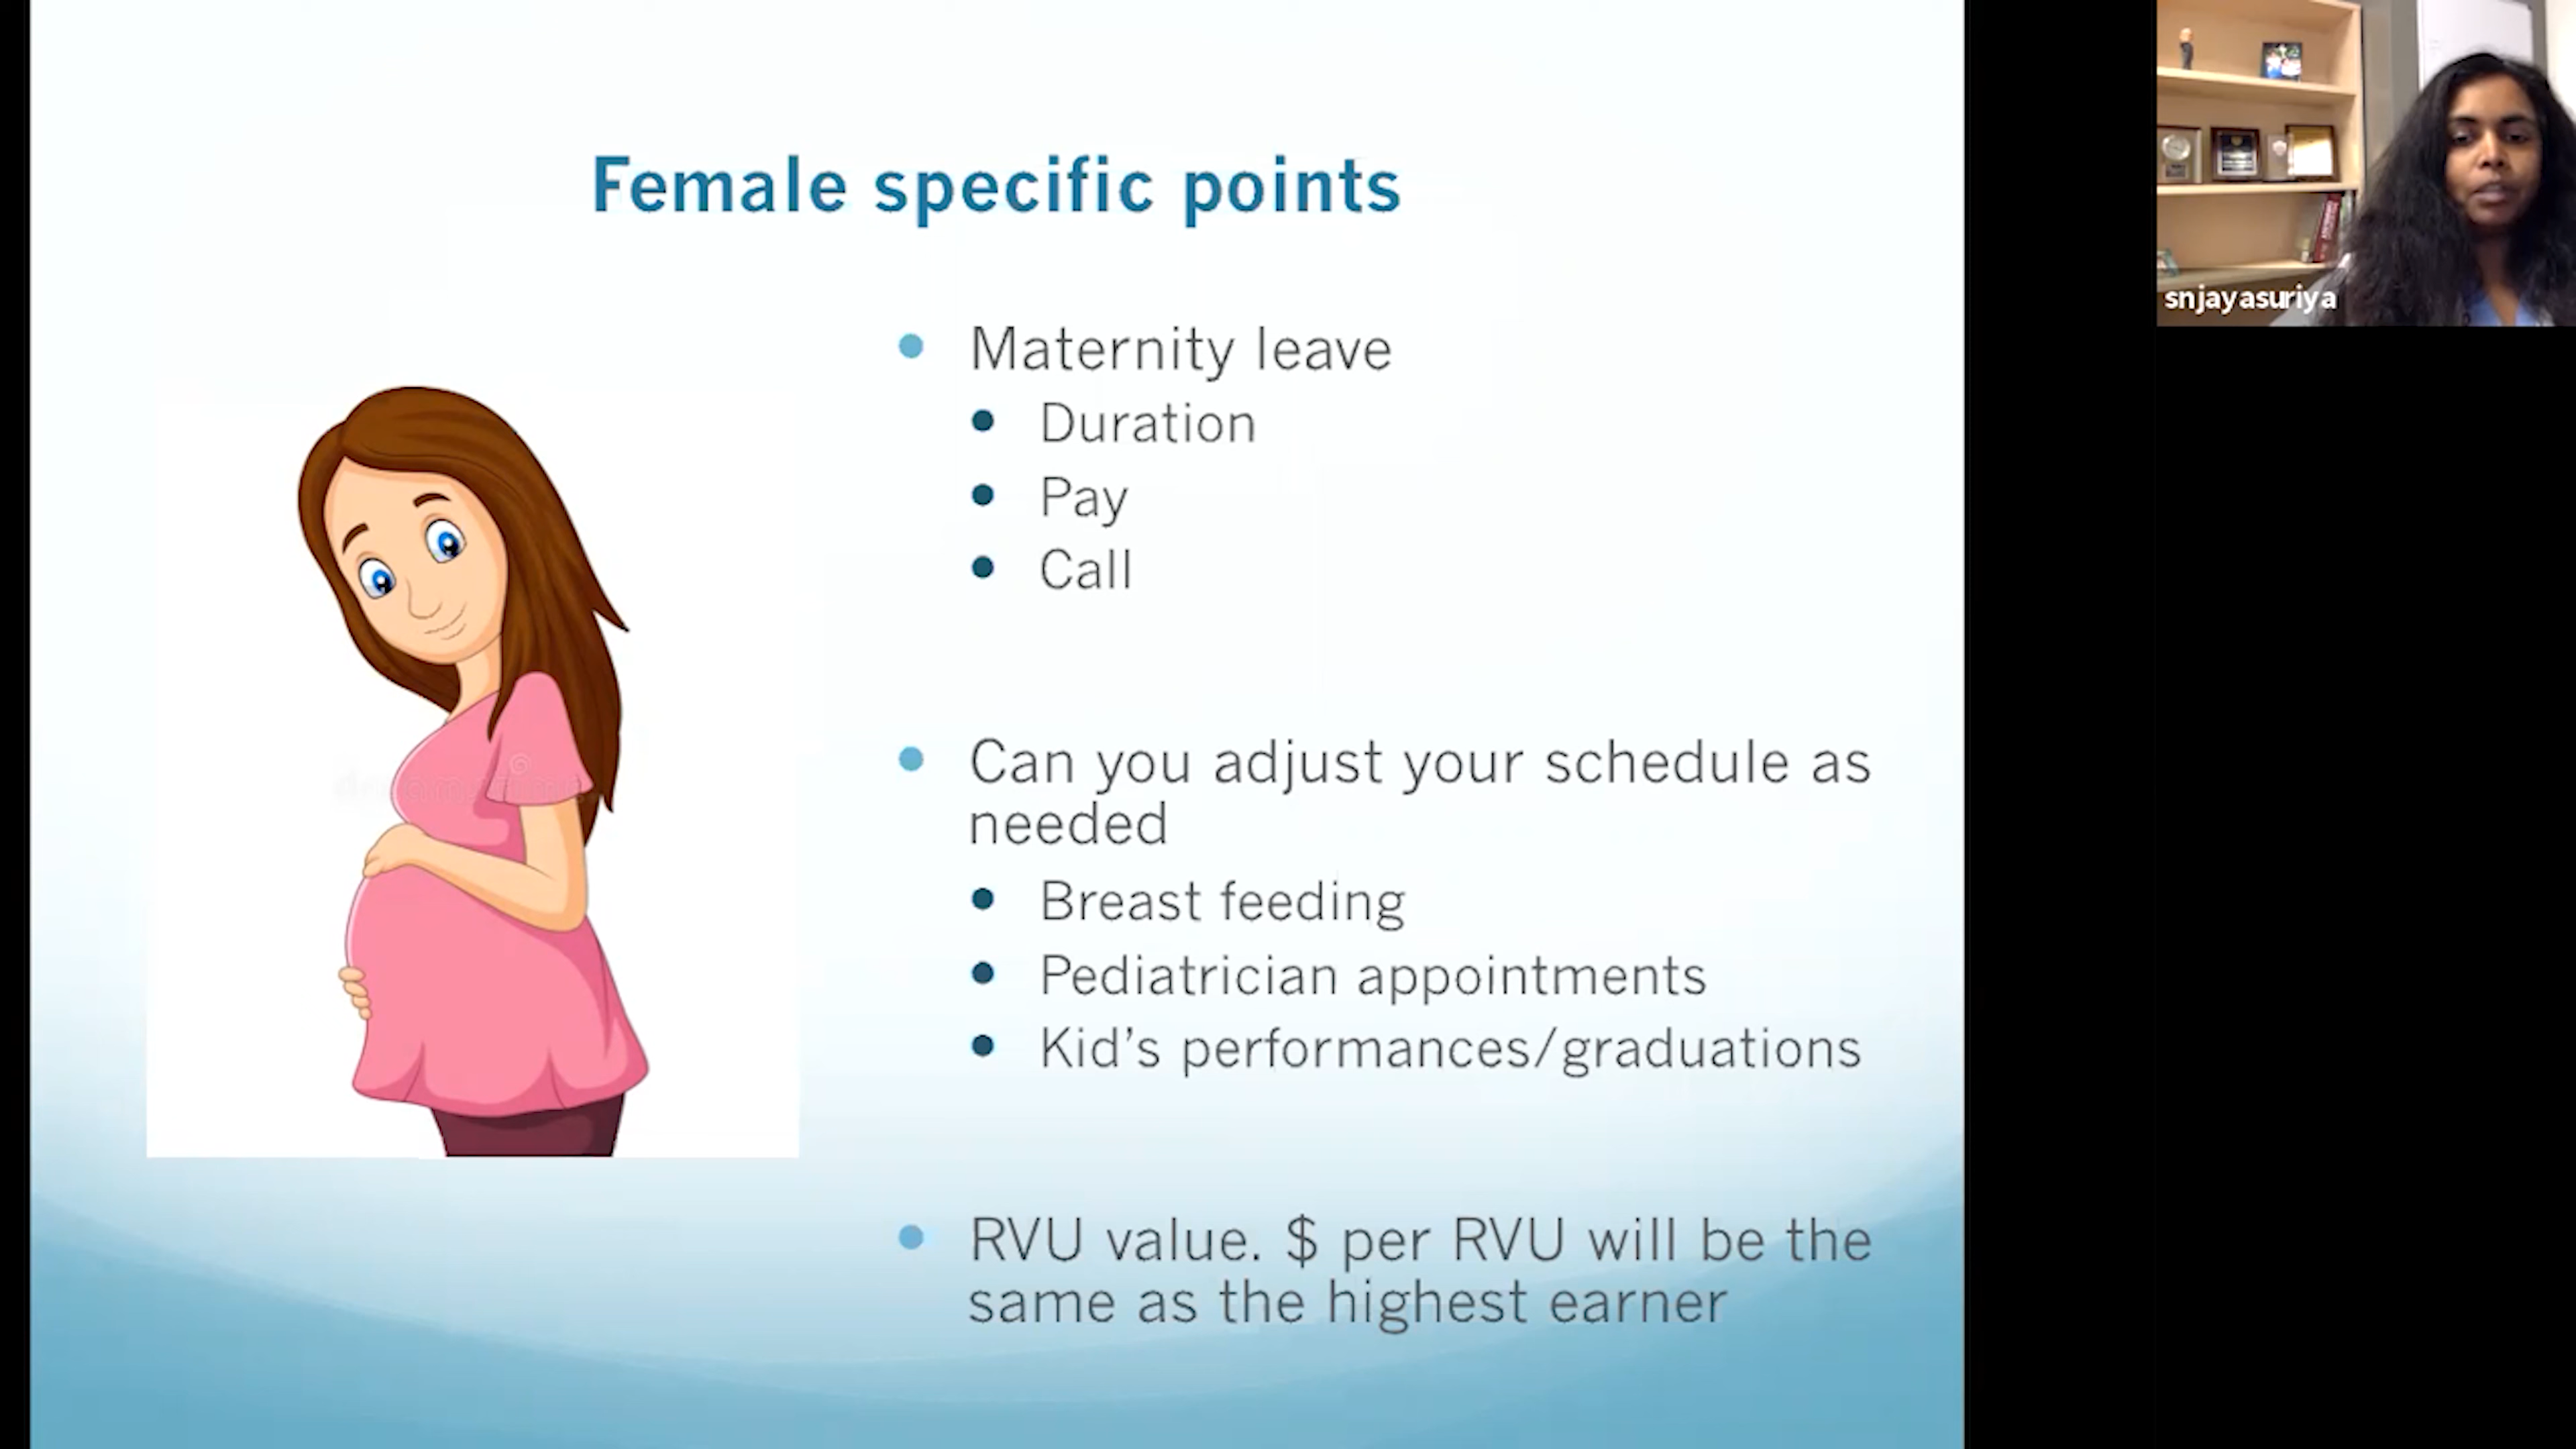 Female specific points
Maternity leave
Duration
Pay
Call
Can you adjust your schedule as
needed
Breast feeding
Pediatrician appointments
Kid's performances/graduations
RVU value. $ per RVU will be the
same as the highest earner
snjayasuriya